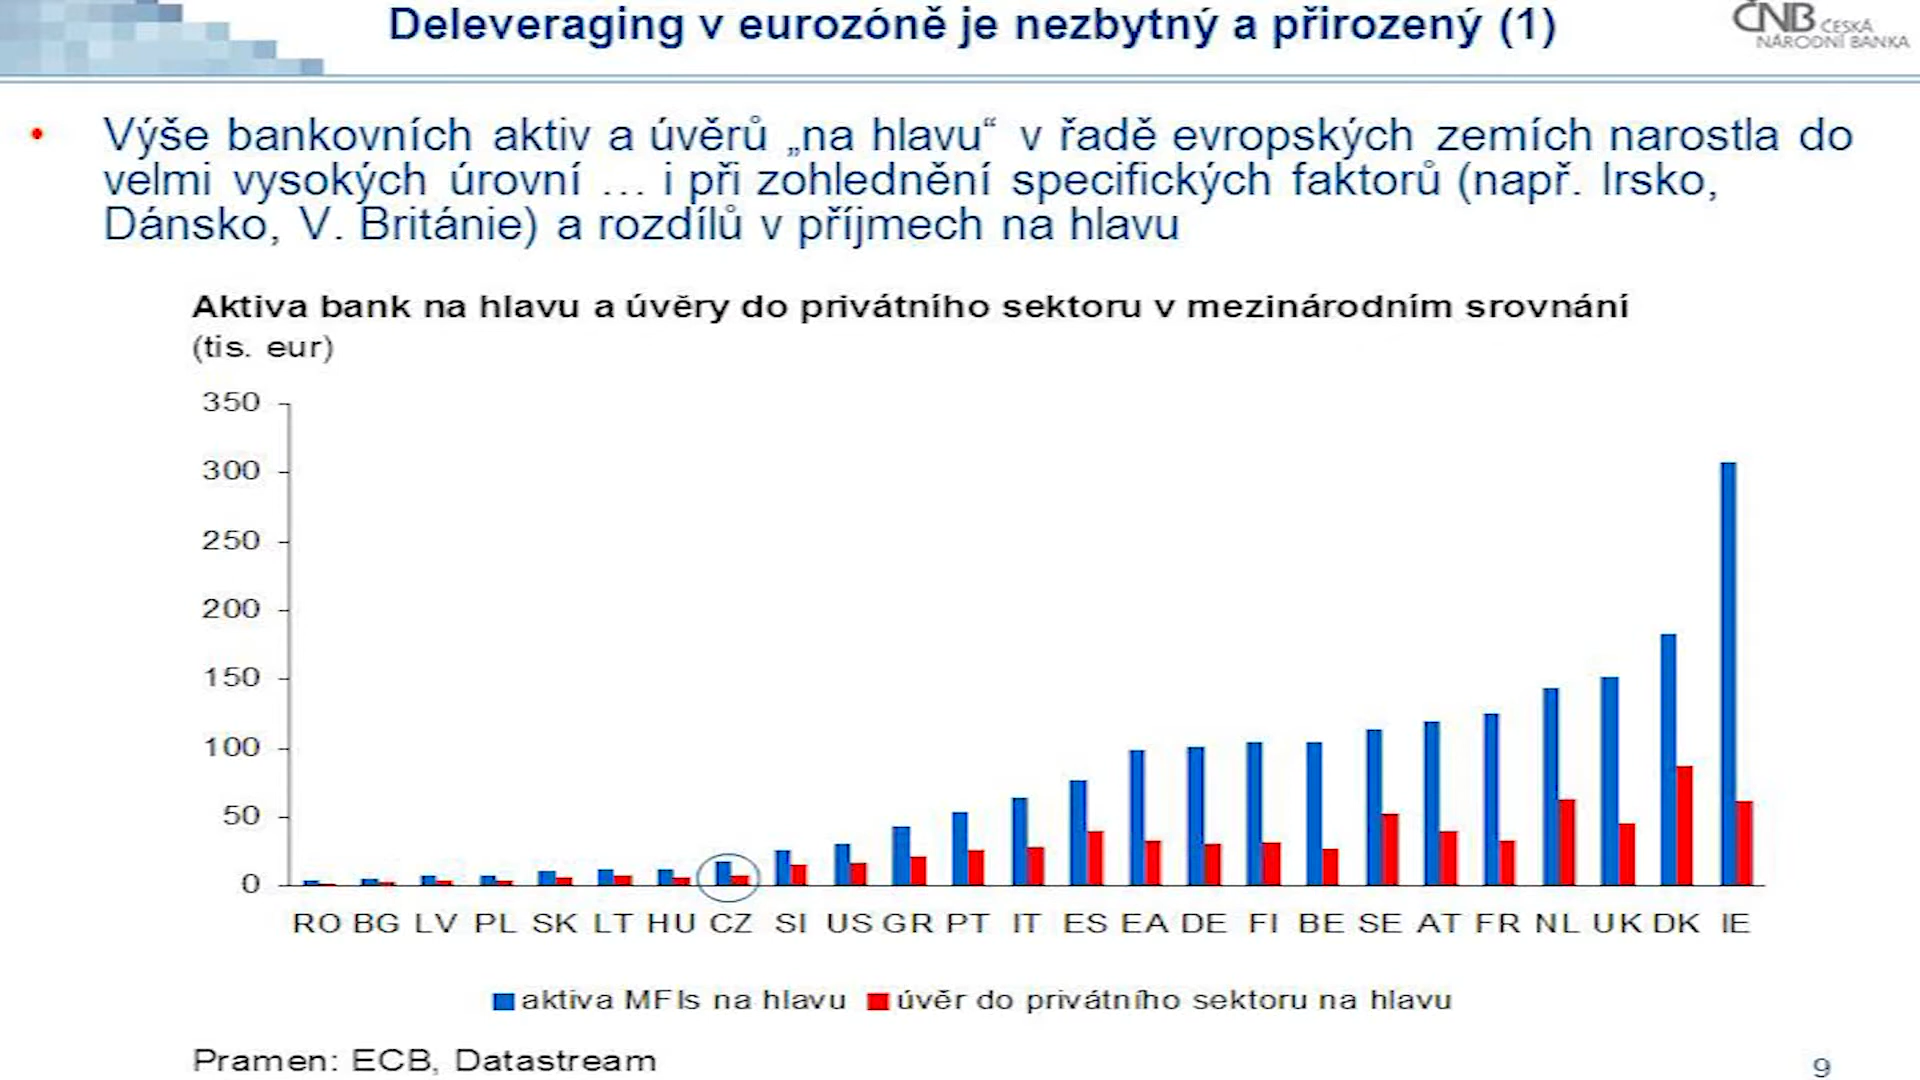 Deleveraging v eurozóně je nezbytný a přirozený (1)
ČNB ČESKÁ
NÁRODNÍ BANKA
• Výše bankovních aktiv a úvěrů „na hlavu“ v řadě evropských zemích narostla do
velmi vysokých úrovní … i při zohlednění specifických faktorů (např. Irsko,
Dánsko, V. Británie) a rozdílů v příjmech na hlavu
Aktiva bank na hlavu a úvěry do privátního sektoru v mezinárodním srovnání
(tis. eur)
350
300
250
200
150
100
50
0
RO BG LV PL SK LT HU CZ SI US GR PT IT ES EA DE FI BE SE AT FR NL UK DK IE
aktiva MFIs na hlavu úvěr do privátního sektoru na hlavu
Pramen: ECB, Datastream
9